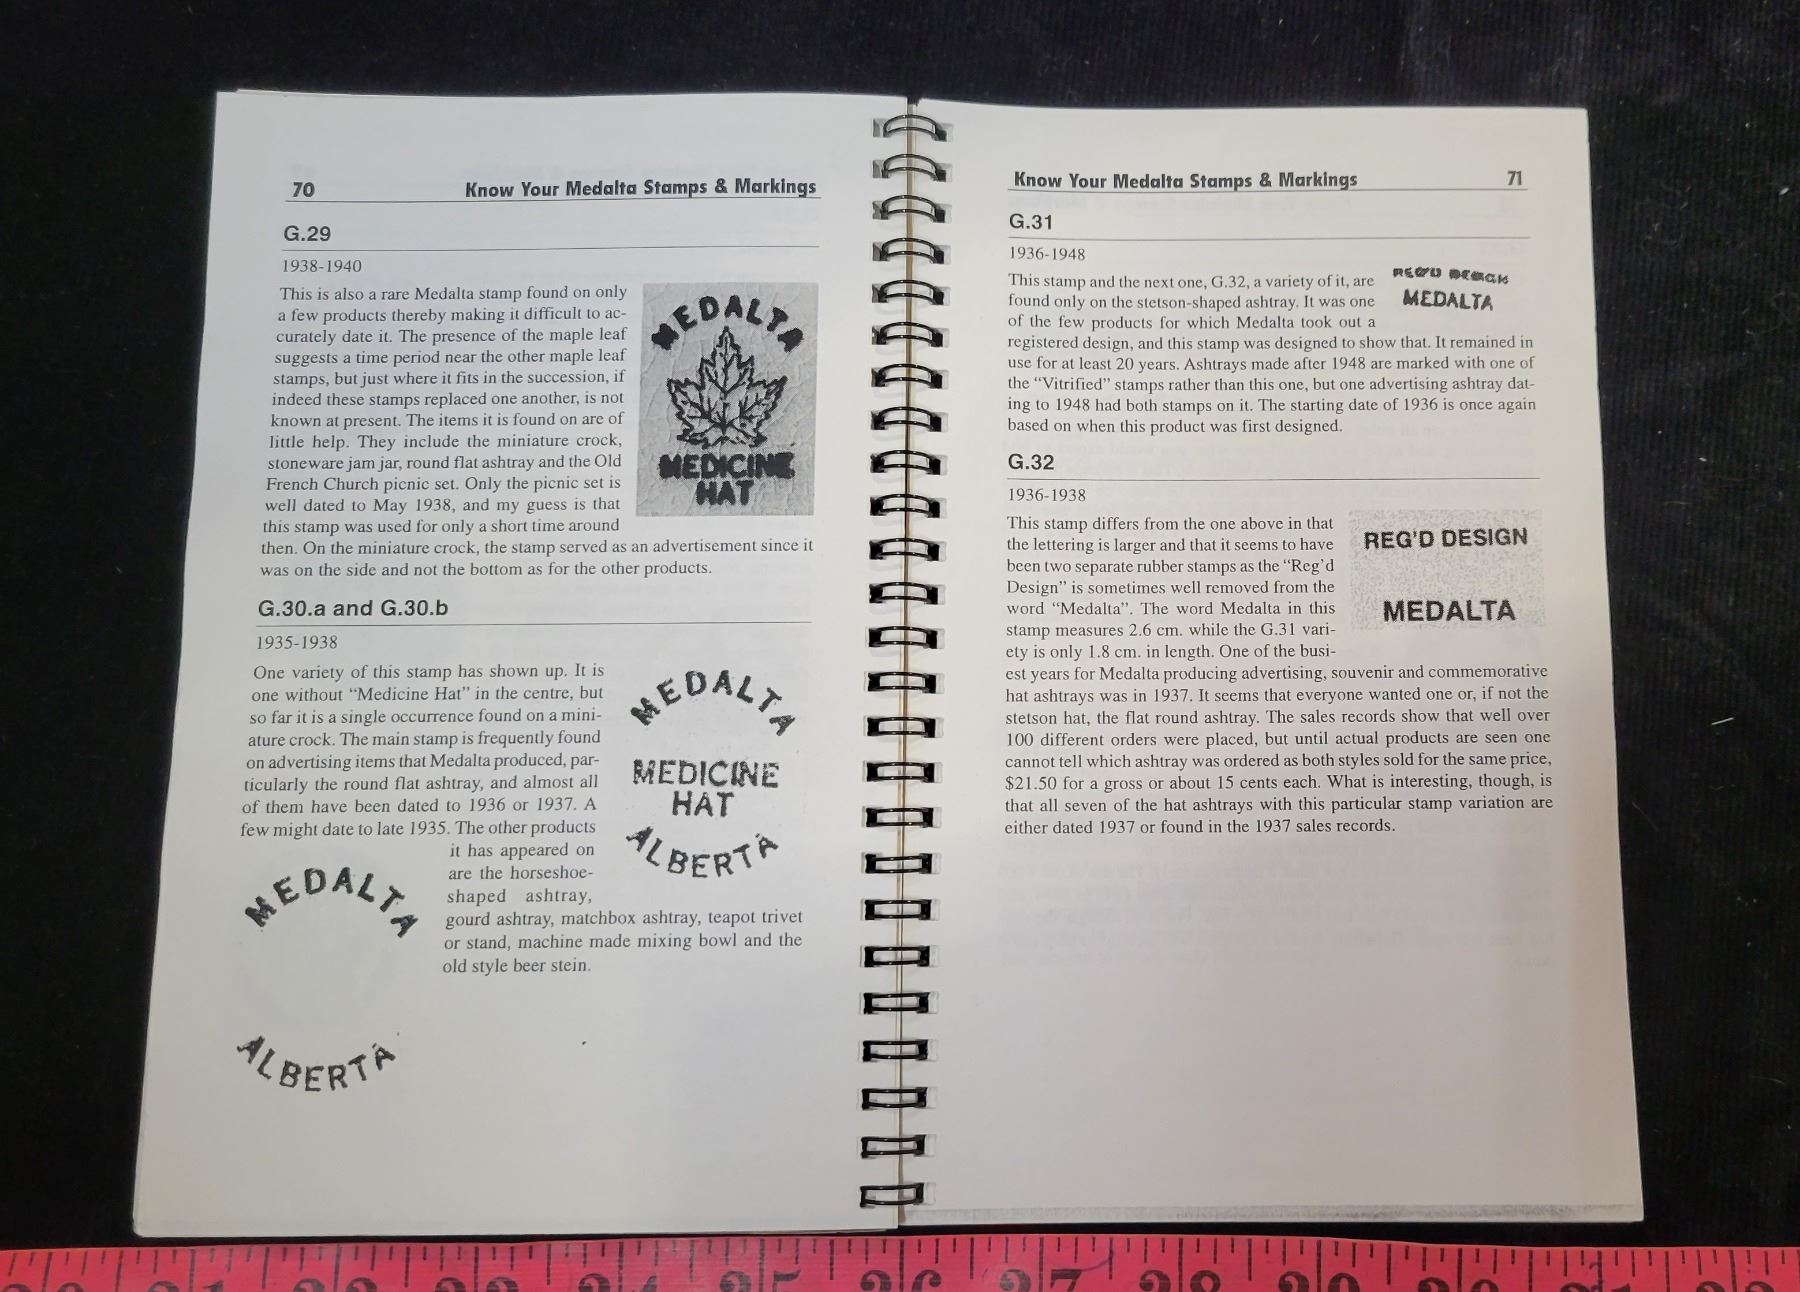 70 Know Your Medalta Stamps & Markings
G.29
1938-1940
This is also a rare Medalta stamp found on only
a few products thereby making it difficult to ac-
curately date it. The presence of the maple leaf
suggests a time period near the other maple leaf
stamps, but just where it fits in the succession, if
indeed these stamps replaced one another, is not
known at present. The items it is found on are of
little help. They include the miniature crock,
stoneware jam jar, round flat ashtray and the Old
French Church picnic set. Only the picnic set is
well dated to May 1938, and my guess is that
this stamp was used for only a short time around
then. On the miniature crock, the stamp served as an advertisement since it
was on the side and not the bottom as for the other products.
MEDALTA
MEDICINE
HAT
G.30.a and G.30.b
1935-1938
One variety of this stamp has shown up. It is
one without "Medicine Hat" in the centre, but
so far it is a single occurrence found on a mini-
ature crock. The main stamp is frequently found
on advertising items that Medalta produced, par-
ticularly the round flat ashtray, and almost all
of them have been dated to 1936 or 1937. A
few might date to late 1935. The other products
it has appeared on
are the horseshoe-
shaped ashtray,
gourd ashtray, matchbox ashtray, teapot trivet
or stand, machine made mixing bowl and the
old style beer stein.
MEDALTA
MEDICINE
HAT
ALBERTA
MEDALTA
ALBERTA
Know Your Medalta Stamps & Markings 71
G.31
1936-1948
This stamp and the next one, G.32, a variety of it, are
found only on the stetson-shaped ashtray. It was one
of the few products for which Medalta took out a
registered design, and this stamp was designed to show that. It remained in
use for at least 20 years. Ashtrays made after 1948 are marked with one of
the "Vitrified" stamps rather than this one, but one advertising ashtray dat-
ing to 1948 had both stamps on it. The starting date of 1936 is once again
based on when this product was first designed.
REG'D DESIGN
MEDALTA
G.32
1936-1938
This stamp differs from the one above in that
the lettering is larger and that it seems to have
been two separate rubber stamps as the "Reg'd
Design" is sometimes well removed from the
word "Medalta". The word Medalta in this
stamp measures 2.6 cm. while the G.31 vari-
ety is only 1.8 cm. in length. One of the busi-
est years for Medalta producing advertising, souvenir and commemorative
hat ashtrays was in 1937. It seems that everyone wanted one or, if not the
stetson hat, the flat round ashtray. The sales records show that well over
100 different orders were placed, but until actual products are seen one
cannot tell which ashtray was ordered as both styles sold for the same price,
$21.50 for a gross or about 15 cents each. What is interesting, though, is
that all seven of the hat ashtrays with this particular stamp variation are
either dated 1937 or found in the 1937 sales records.
REG'D DESIGN
MEDALTA
24 25 26 27 28